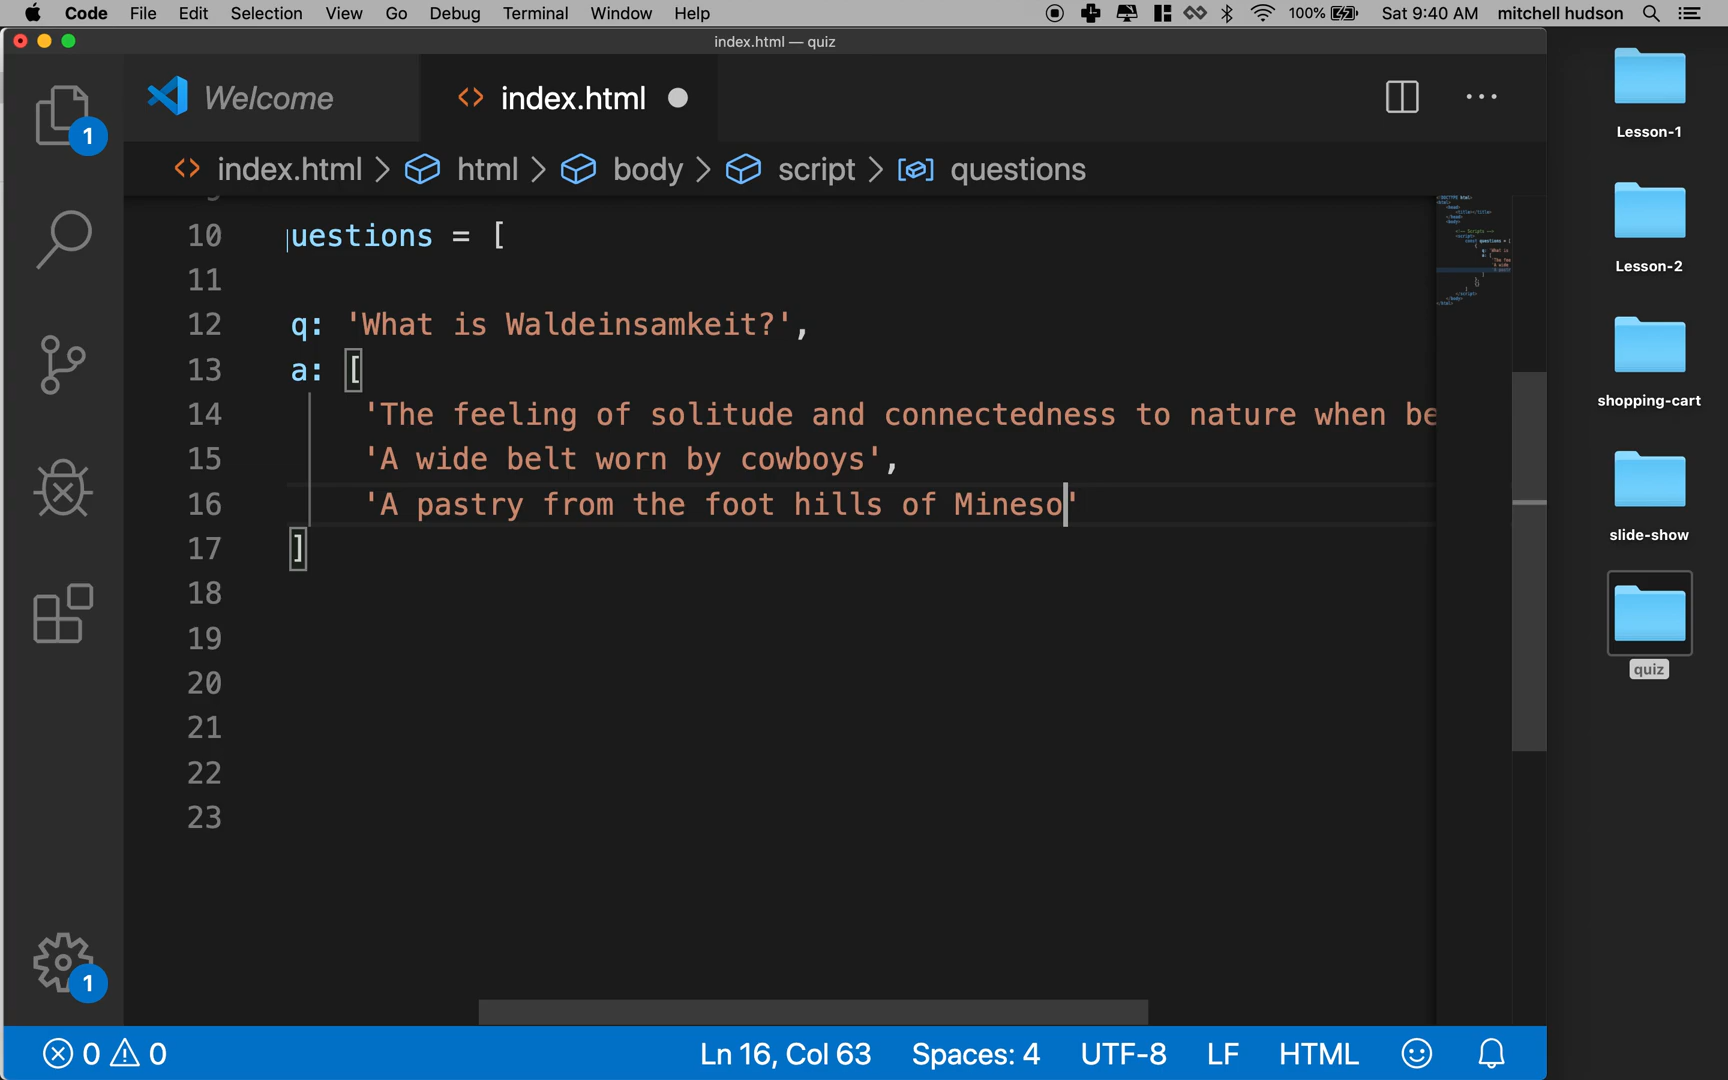 Code File Edit Selection View Go Debug Terminal Window Help 100% Sat 9:40 AM mitchell hudson
index.html — quiz
Welcome index.html
index.html > html > body > script > questions
10 uestions = [
11
12 q: 'What is Waldeinsamkeit?',
13 a: [
14 'The feeling of solitude and connectedness to nature when be
15 'A wide belt worn by cowboys',
16 'A pastry from the foot hills of Mineso'
17 ]
18
19
20
21
22
23
1
1
Lesson-1
Lesson-2
shopping-cart
slide-show
quiz
0 0 Ln 16, Col 63 Spaces: 4 UTF-8 LF HTML